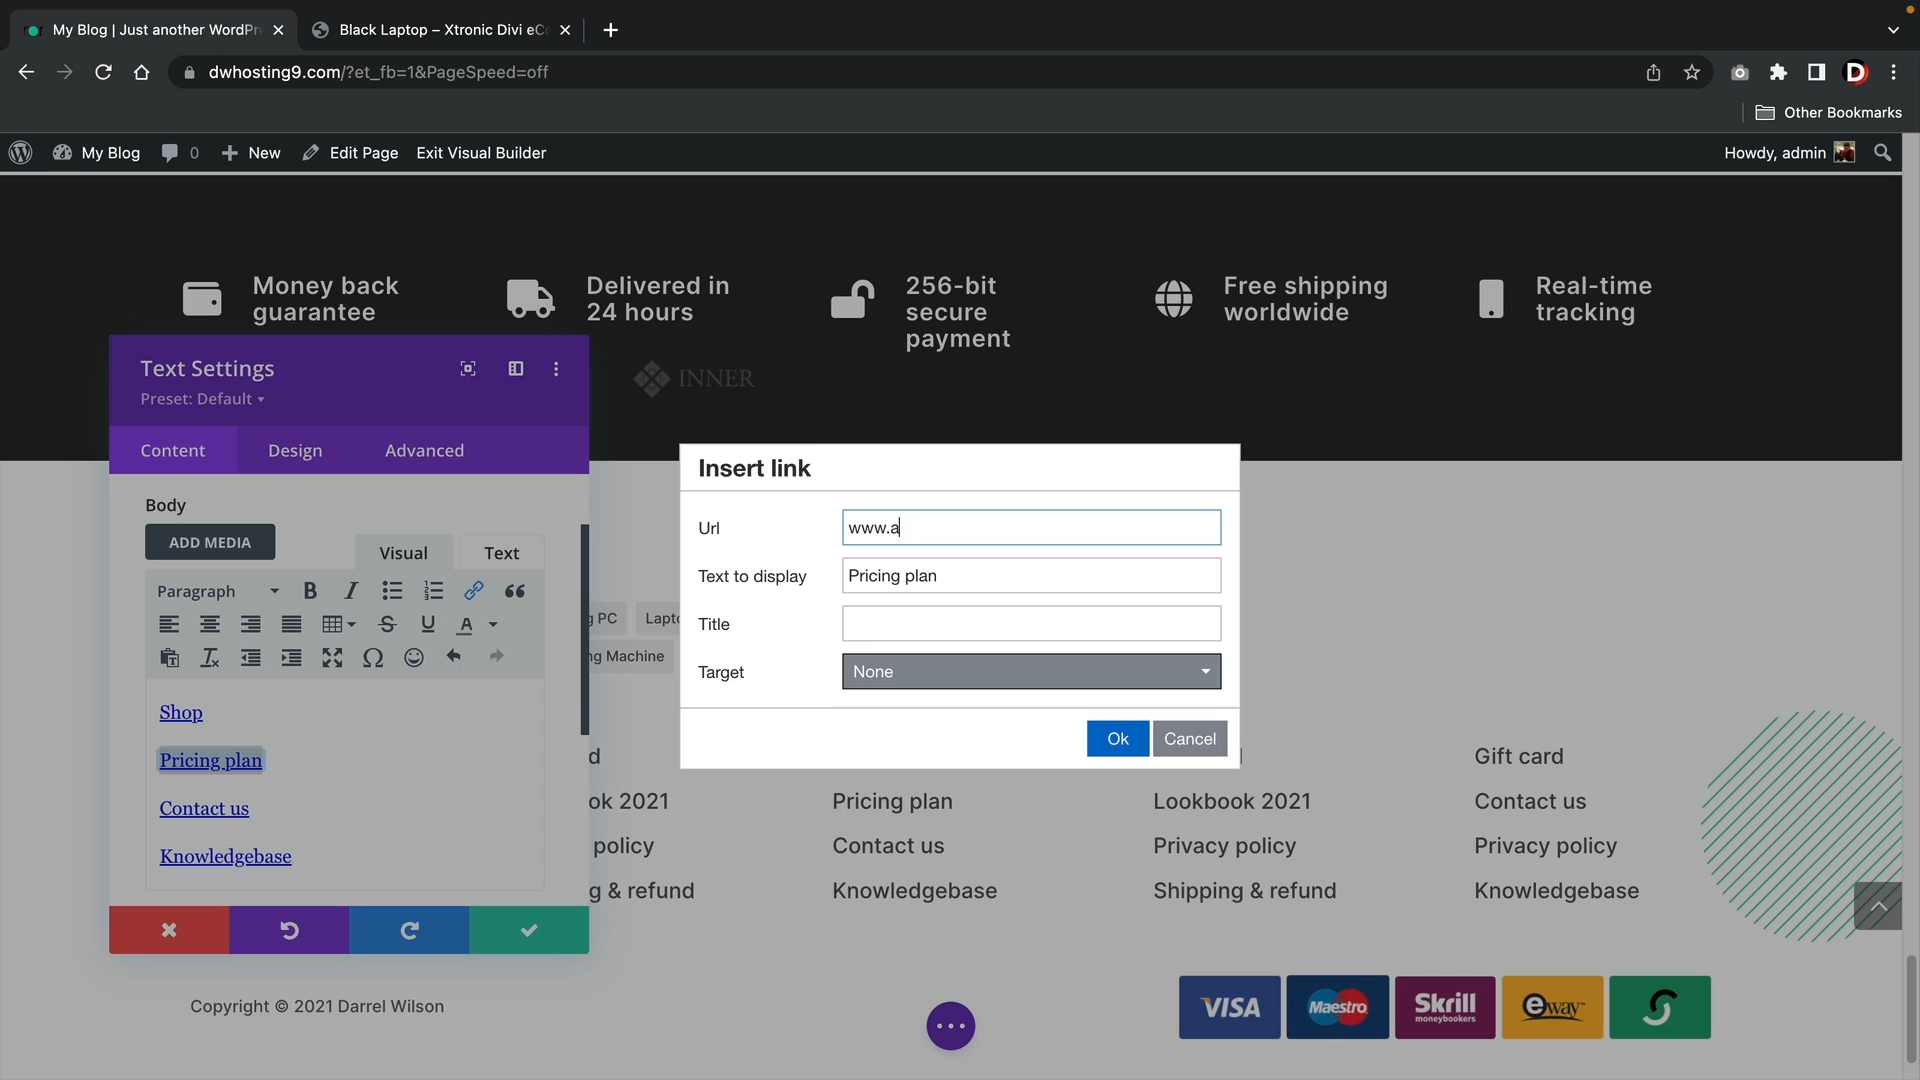 My Blog | Just another WordPr
Black Laptop – Xtronic Divi eCo
dwhosting9.com/?et_fb=1&PageSpeed=off
Other Bookmarks
My Blog
0
New
Edit Page
Exit Visual Builder
Howdy, admin
Money back
guarantee
Delivered in
24 hours
256-bit
secure
payment
Free shipping
worldwide
Real-time
tracking
INNER
Text Settings
Preset: Default
Content
Design
Advanced
Body
ADD MEDIA
Visual
Text
Paragraph
Shop
Pricing plan
Contact us
Knowledgebase
Insert link
Url
www.a
Text to display
Pricing plan
Title
Target
None
Ok
Cancel
g PC
Lapto
ng Machine
d
Gift card
ok 2021
Pricing plan
Lookbook 2021
Contact us
policy
Contact us
Privacy policy
Privacy policy
g & refund
Knowledgebase
Shipping & refund
Knowledgebase
Copyright © 2021 Darrel Wilson
VISA
Maestro
Skrill
moneybookers
eway